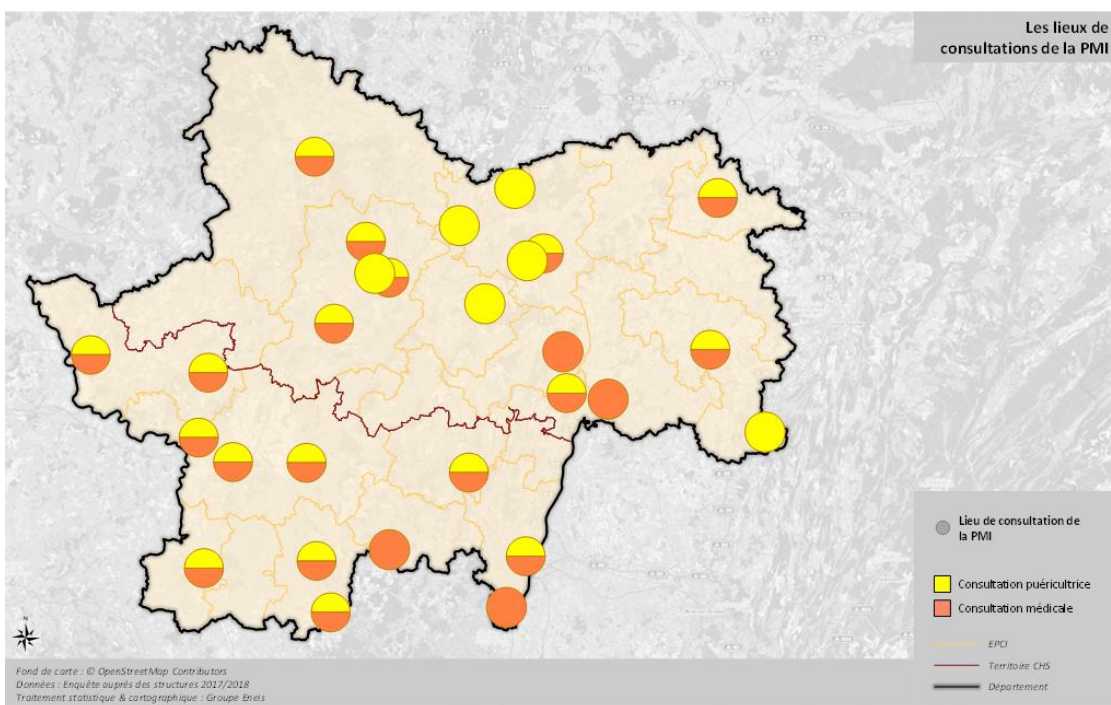 Les lieux de
consultations de la PMI
Lieu de consultation de
la PMI
Consultation puéricultrice
Consultation médicale
EPCI
Territoire CHS
Département
N
Fond de carte : © OpenStreetMap Contributors
Données : Enquête auprès des structures 2017/2018
Traitement statistique & cartographique : Groupe Eneis